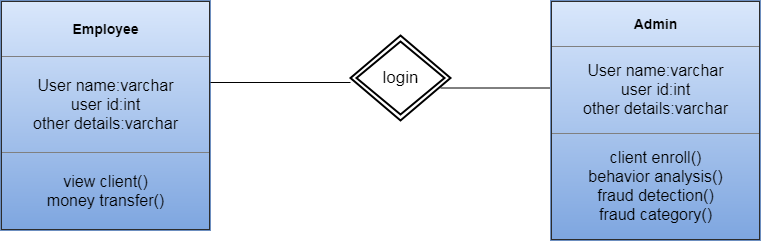 Employee
User name:varchar
user id:int
other details:varchar
view client()
money transfer()
login
Admin
User name:varchar
user id:int
other details:varchar
client enroll()
behavior analysis()
fraud detection()
fraud category()